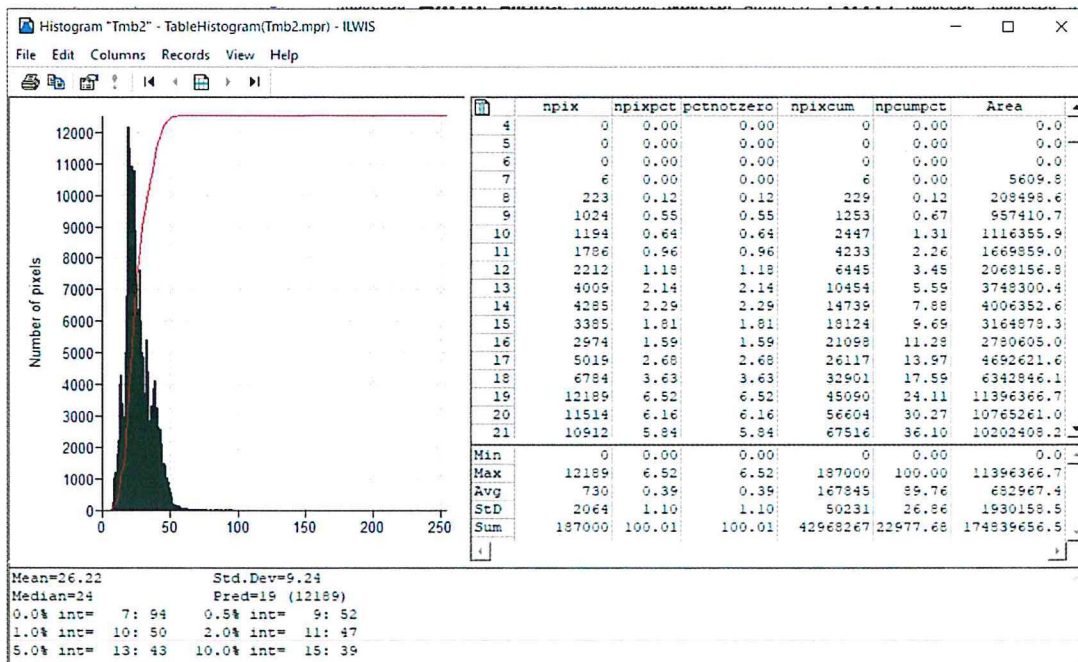 Histogram "Tmb2" - TableHistogram(Tmb2.mpr) - ILWIS
File Edit Columns Records View Help
12000
11000
10000
9000
8000
7000
6000
5000
4000
3000
2000
1000
0
Number of pixels
0 50 100 150 200 250
npix npixpct pctnotzero npixcum npcumpct Area
4 0 0.00 0.00 0 0.00 0.0
5 0 0.00 0.00 0 0.00 0.0
6 0 0.00 0.00 0 0.00 0.0
7 6 0.00 0.00 6 0.00 5609.8
8 223 0.12 0.12 229 0.12 208498.6
9 1024 0.55 0.55 1253 0.67 957410.7
10 1194 0.64 0.64 2447 1.31 1116355.9
11 1786 0.96 0.96 4233 2.26 1669859.0
12 2212 1.18 1.18 6445 3.45 2068156.8
13 4009 2.14 2.14 10454 5.59 3748300.4
14 4285 2.29 2.29 14739 7.88 4006352.6
15 3385 1.81 1.81 18124 9.69 3164878.3
16 2974 1.59 1.59 21098 11.28 2780605.0
17 5019 2.68 2.68 26117 13.97 4692621.6
18 6784 3.63 3.63 32901 17.59 6342846.1
19 12189 6.52 6.52 45090 24.11 11396366.7
20 11514 6.16 6.16 56604 30.27 10765261.0
21 10912 5.84 5.84 67516 36.10 10202408.2
Min 0 0.00 0.00 0 0.00 0.0
Max 12189 6.52 6.52 187000 100.00 11396366.7
Avg 730 0.39 0.39 167845 89.76 682967.4
StD 2064 1.10 1.10 50231 26.86 1930158.5
Sum 187000 100.01 100.01 42968267 22977.68 174839656.5
Mean=26.22 Std.Dev=9.24
Median=24 Pred=19 (12189)
0.0% int= 7: 94 0.5% int= 9: 52
1.0% int= 10: 50 2.0% int= 11: 47
5.0% int= 13: 43 10.0% int= 15: 39